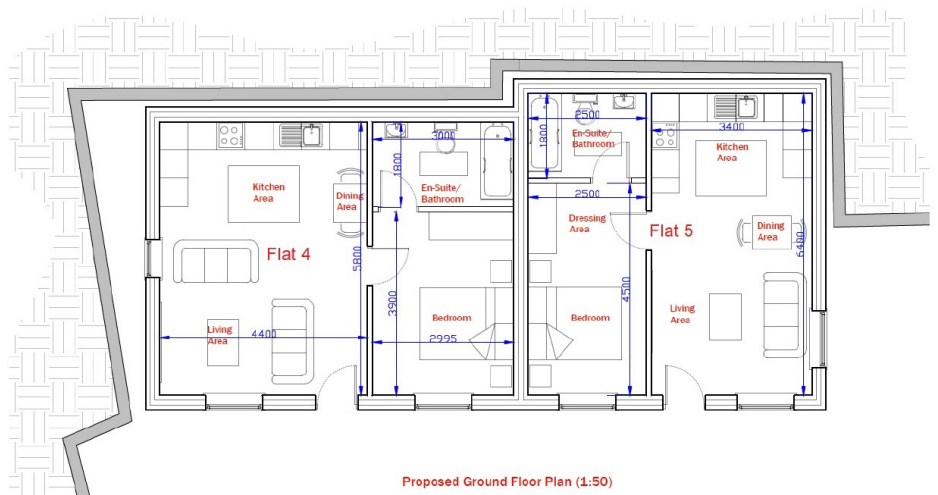 3000
1800
En-Suite/
Bathroom
Kitchen
Area
Dining
Area
Flat 4
5800
3900
Living
Area
4400
Bedroom
2995
2500
1800
En-Suite/
Bathroom
2500
Dressing
Area
4500
Bedroom
3400
Kitchen
Area
Flat 5
Dining
Area
6400
Living
Area
Proposed Ground Floor Plan (1:50)